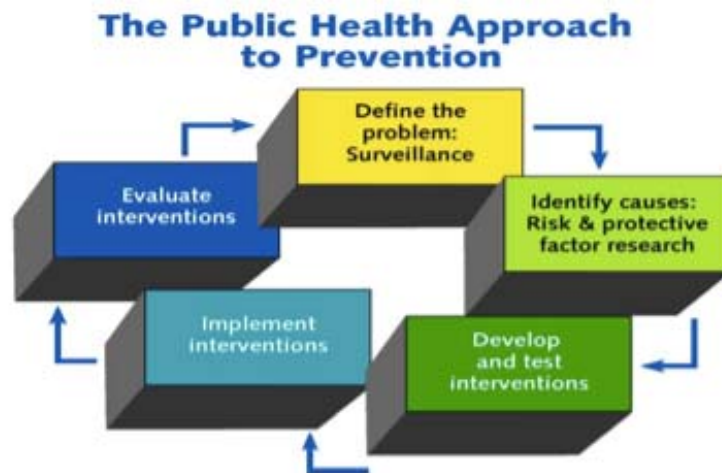 The Public Health Approach
to Prevention
Define the
problem:
Surveillance
Identify causes:
Risk & protective
factor research
Develop
and test
interventions
Implement
interventions
Evaluate
interventions